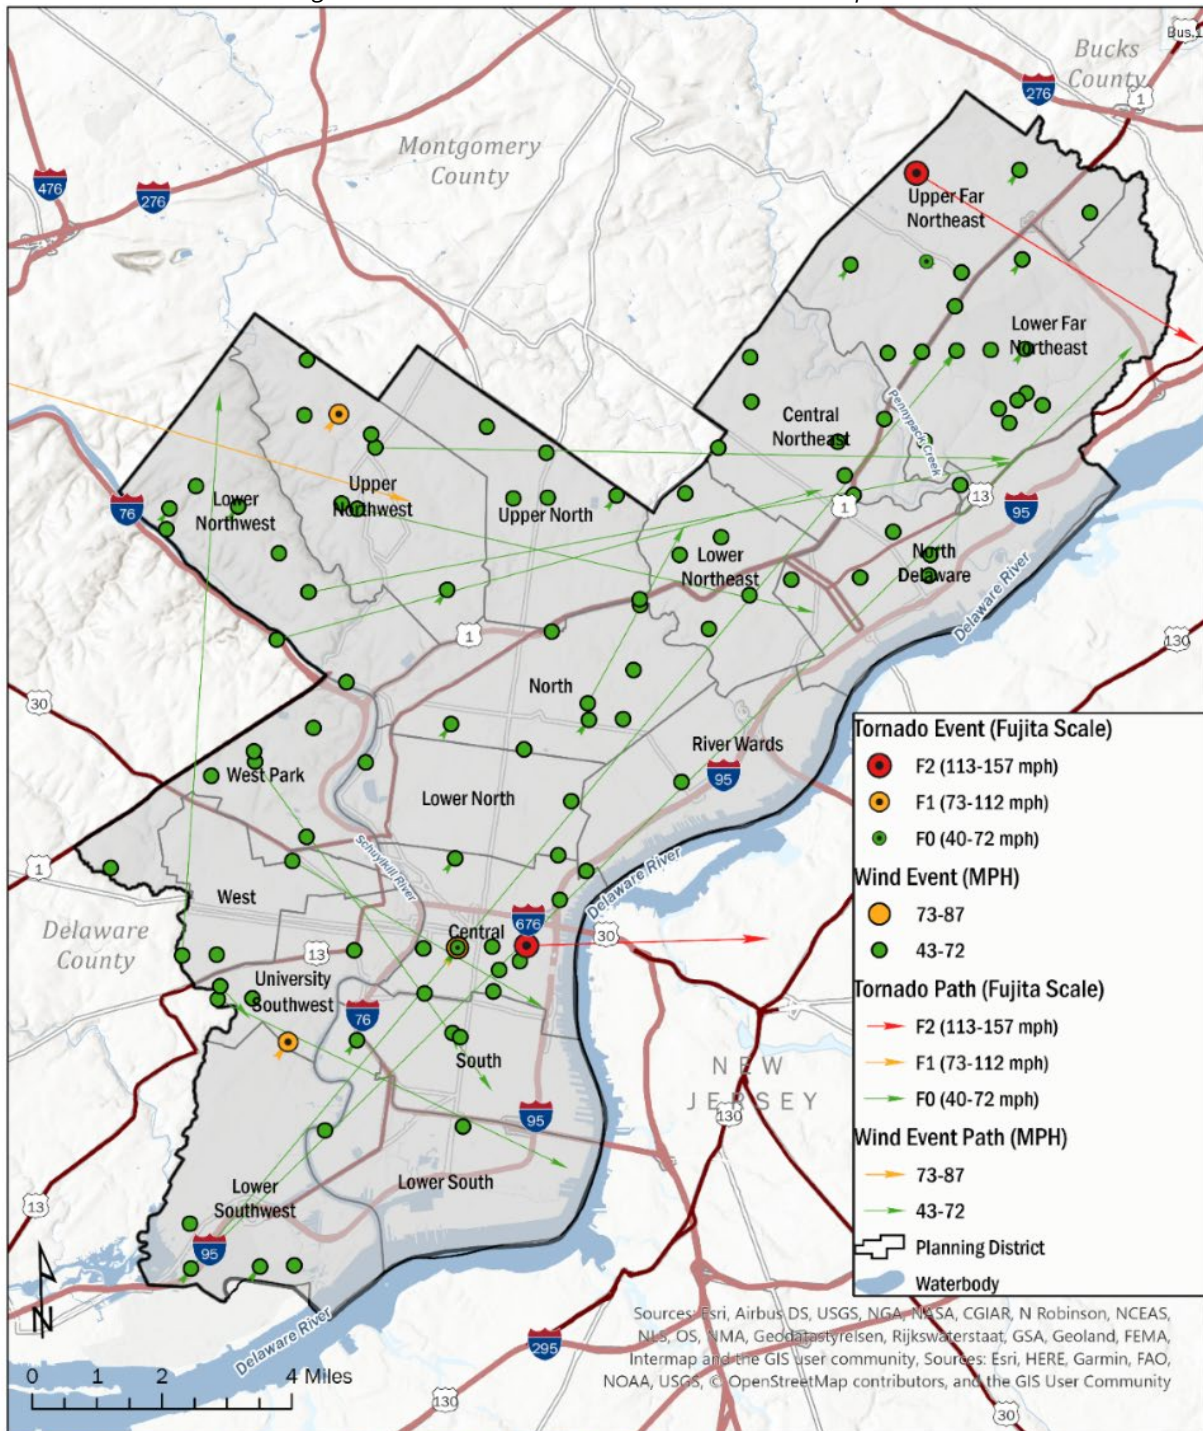 Bus.1
Bucks
County
276
1
Montgomery
County
476
276
Upper Far
Northeast
Lower Far
Northeast
Central
Northeast
Pennypack Creek
76
Lower
Northwest
Upper
Northwest
Upper North
1
13
95
Lower
Northeast
North
Delaware
Delaware River
1
130
30
North
River Wards
95
West Park
Lower North
Schuylkill River
1
West
Delaware River
Delaware
County
676
Central
30
13
University
Southwest
76
South
NEW
JERSEY
130
95
13
Lower
Southwest
Lower South
95
N
Delaware River
295
130
30
0 2 4 Miles
Tornado Event (Fujita Scale)
F2 (113-157 mph)
F1 (73-112 mph)
F0 (40-72 mph)
Wind Event (MPH)
73-87
43-72
Tornado Path (Fujita Scale)
F2 (113-157 mph)
F1 (73-112 mph)
F0 (40-72 mph)
Wind Event Path (MPH)
73-87
43-72
Planning District
Waterbody
Sources: Esri, Airbus DS, USGS, NGA, NASA, CGIAR, N Robinson, NCEAS,
NLS, OS, NMA, Geodatastyrelsen, Rijkswaterstaat, GSA, Geoland, FEMA,
Intermap and the GIS user community, Sources: Esri, HERE, Garmin, FAO,
NOAA, USGS, © OpenStreetMap contributors, and the GIS User Community